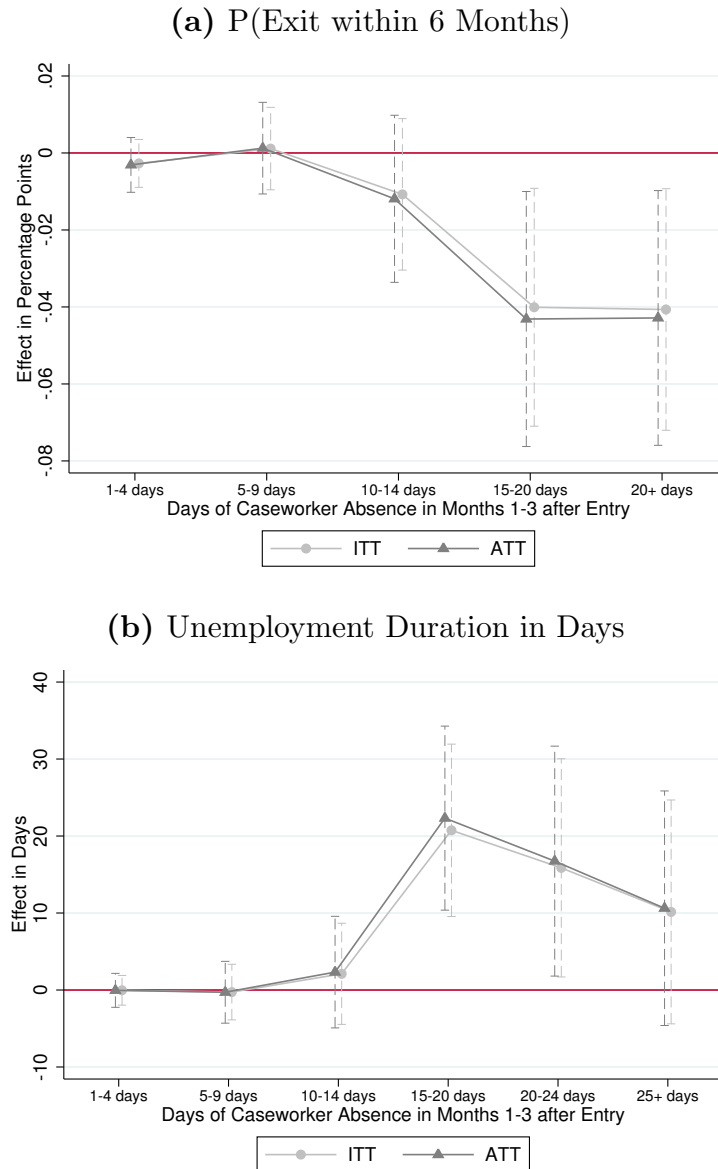 (a) P(Exit within 6 Months)
.02
0
-.02
-.04
-.06
-.08
Effect in Percentage Points
1-4 days 5-9 days 10-14 days 15-20 days 20+ days
Days of Caseworker Absence in Months 1-3 after Entry
ITT ATT
(b) Unemployment Duration in Days
40
30
20
10
0
-10
Effect in Days
1-4 days 5-9 days 10-14 days 15-20 days 20-24 days 25+ days
Days of Caseworker Absence in Months 1-3 after Entry
ITT ATT